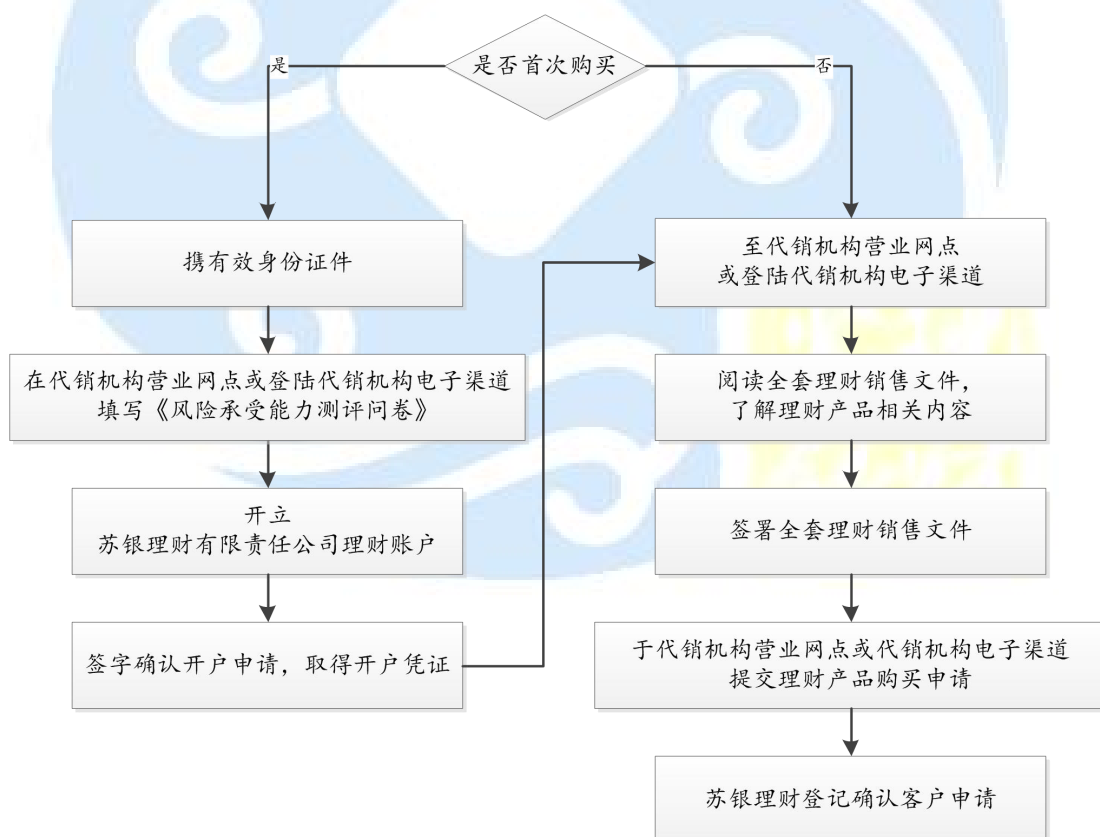 是否首次购买
是
否
携有效身份证件
在代销机构营业网点或登陆代销机构电子渠道
填写《风险承受能力测评问卷》
开立
苏银理财有限责任公司理财账户
签字确认开户申请，取得开户凭证
至代销机构营业网点
或登陆代销机构电子渠道
阅读全套理财销售文件，
了解理财产品相关内容
签署全套理财销售文件
于代销机构营业网点或代销机构电子渠道
提交理财产品购买申请
苏银理财登记确认客户申请